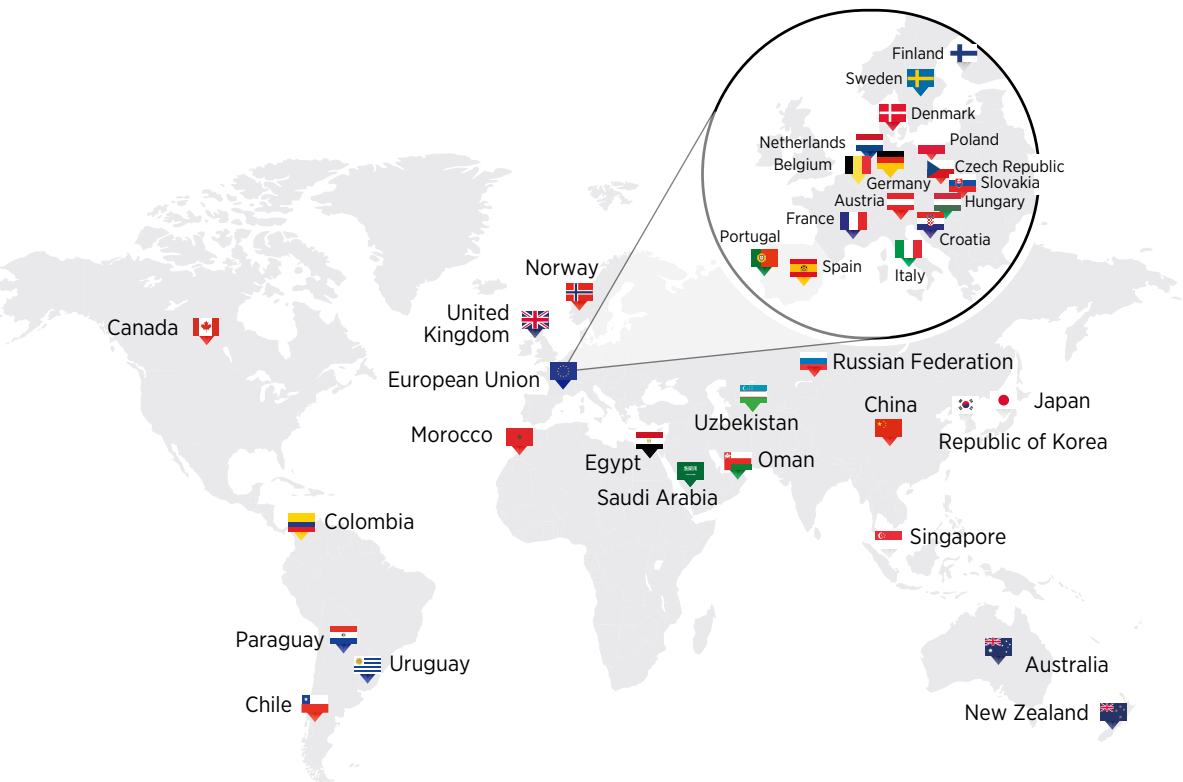 Finland
Sweden
Denmark
Netherlands
Poland
Belgium
Czech Republic
Germany
Slovakia
Austria
Hungary
France
Portugal
Croatia
Spain
Italy
Norway
United
Kingdom
Canada
European Union
Russian Federation
Uzbekistan
China
Japan
Morocco
Republic of Korea
Egypt
Oman
Saudi Arabia
Colombia
Singapore
Paraguay
Uruguay
Australia
Chile
New Zealand